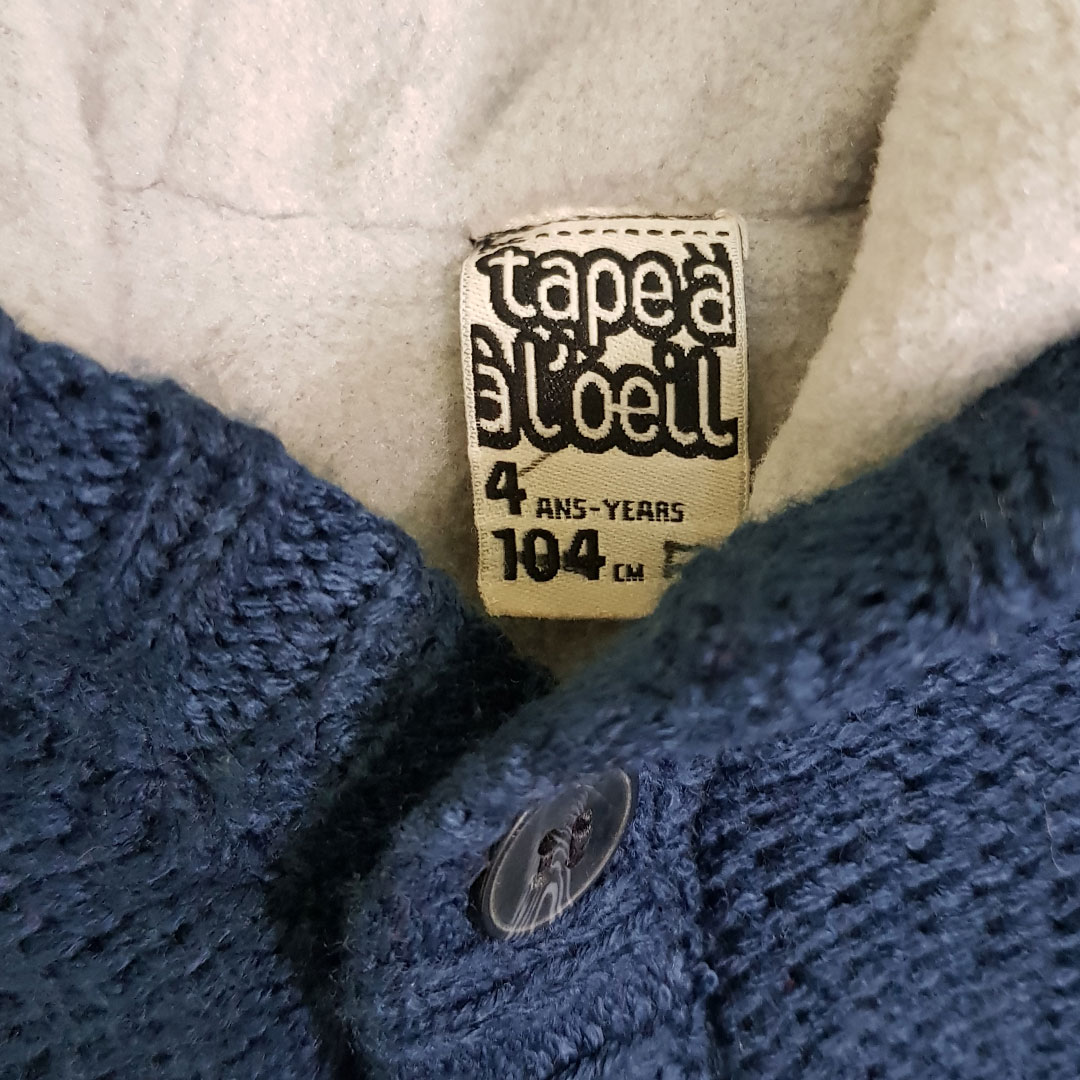 tape à
à l'oeil
4 ANS-YEARS
104 CM